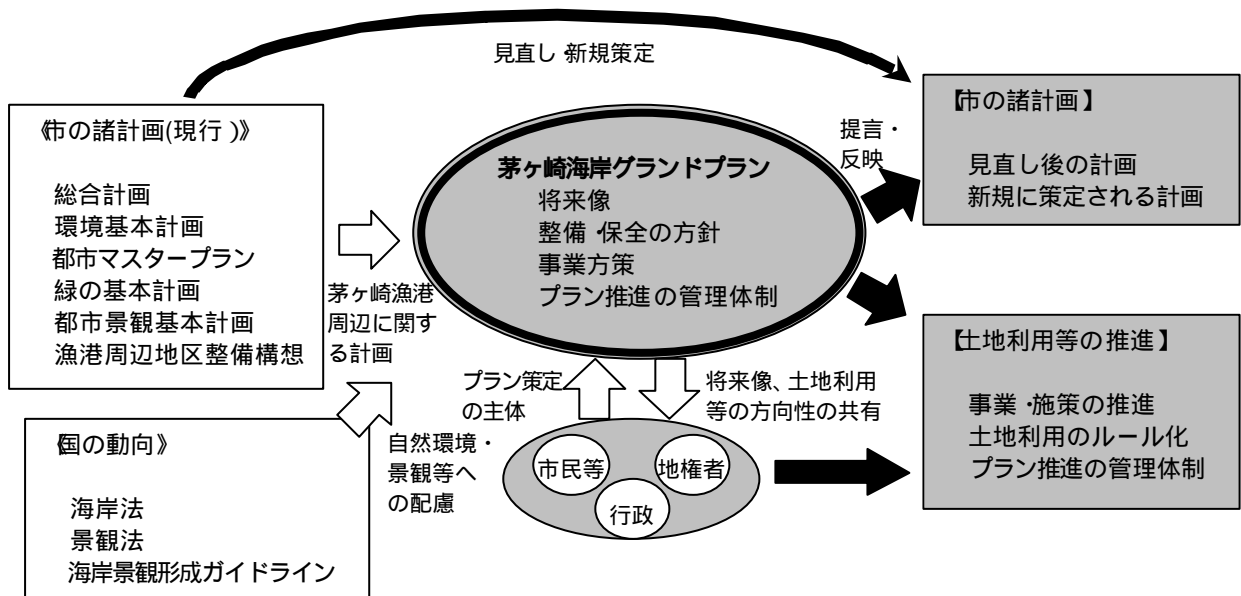 見直し・新規策定
《市の諸計画(現行)》
総合計画
環境基本計画
都市マスタープラン
緑の基本計画
都市景観基本計画
漁港周辺地区整備構想
《国の動向》
海岸法
景観法
海岸景観形成ガイドライン
茅ヶ崎漁港
周辺に関す
る計画
自然環境・
景観等へ
の配慮
茅ヶ崎海岸グランドプラン
将来像
整備・保全の方針
事業方策
プラン推進の管理体制
プラン策定
の主体
将来像、土地利用
等の方向性の共有
市民等
地権者
行政
提言・
反映
【市の諸計画】
見直し後の計画
新規に策定される計画
【土地利用等の推進】
事業・施策の推進
土地利用のルール化
プラン推進の管理体制